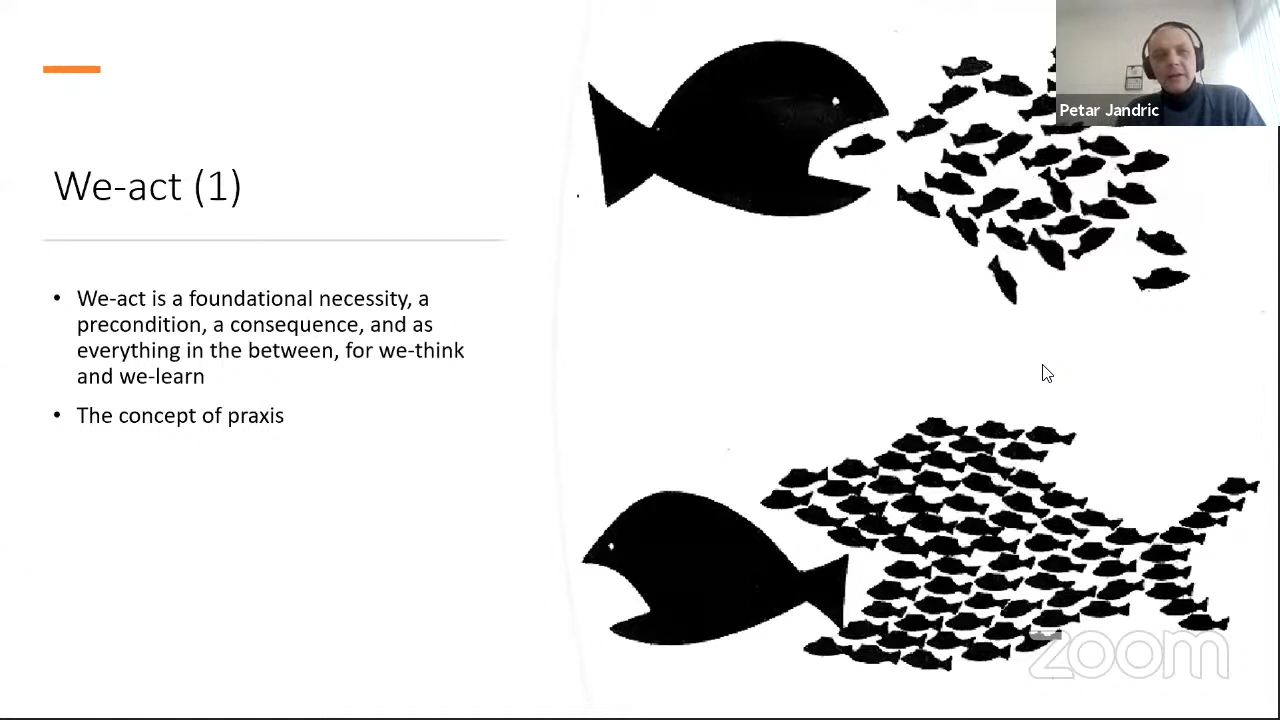 We-act (1)
• We-act is a foundational necessity, a
precondition, a consequence, and as
everything in the between, for we-think
and we-learn
• The concept of praxis
Petar Jandric
zoom